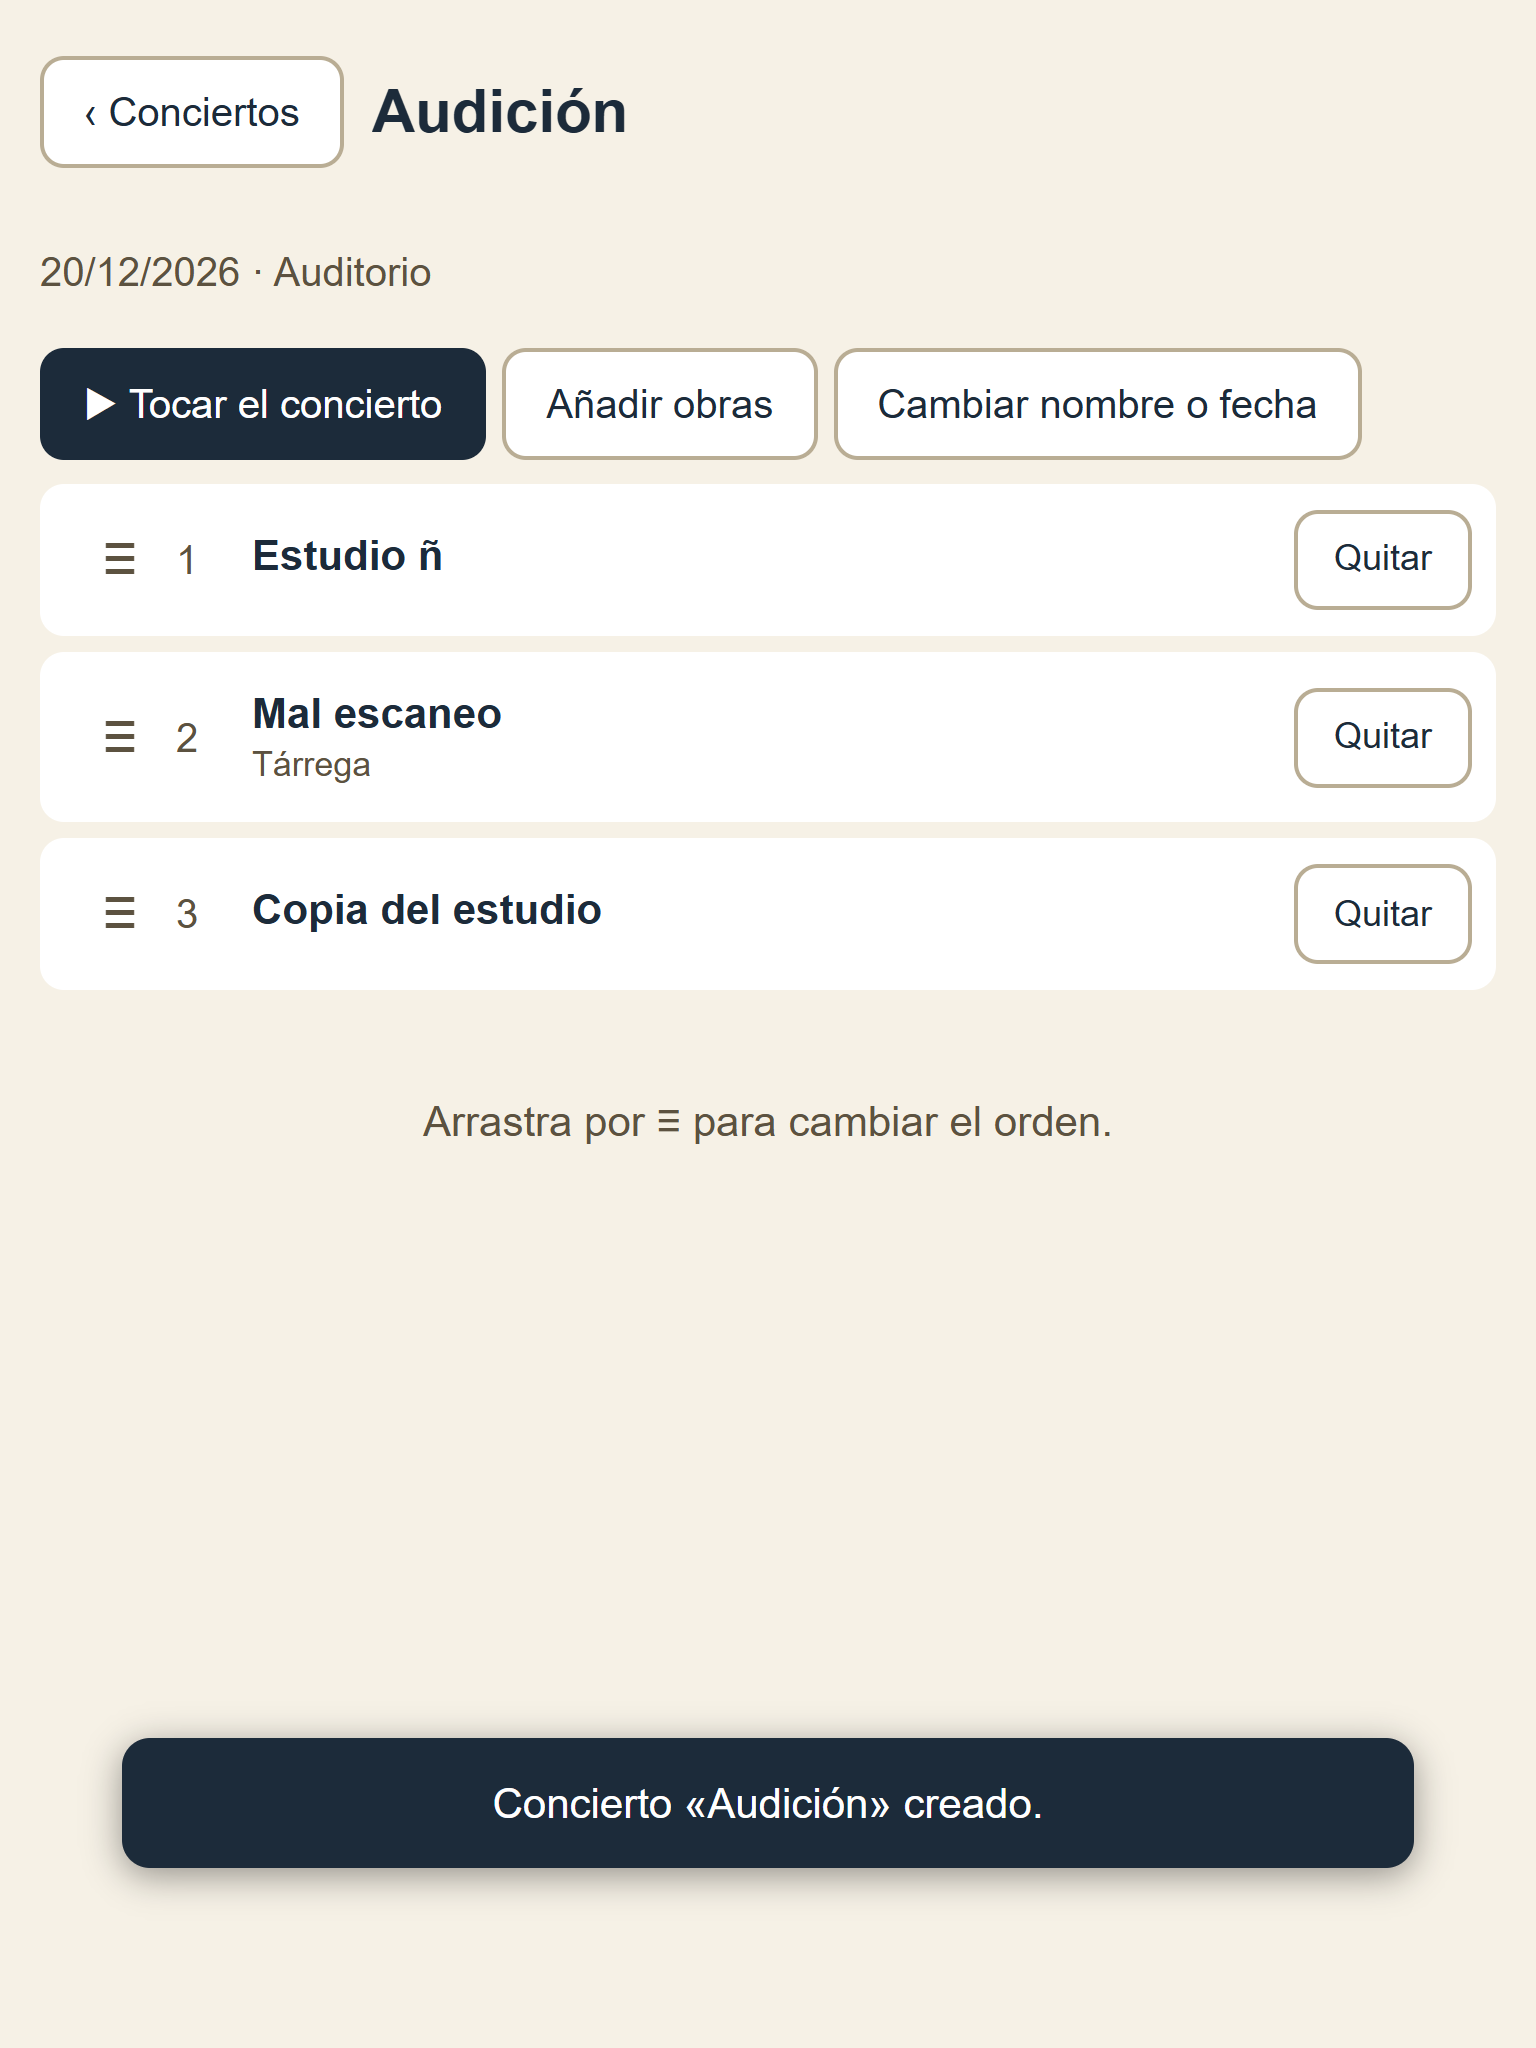 ‹ Conciertos
Audición
20/12/2026 · Auditorio
▶ Tocar el concierto
Añadir obras
Cambiar nombre o fecha
☰ 1 Estudio ñ Quitar
☰ 2 Mal escaneo Quitar
Tárrega
☰ 3 Copia del estudio Quitar
Arrastra por ☰ para cambiar el orden.
Concierto «Audición» creado.